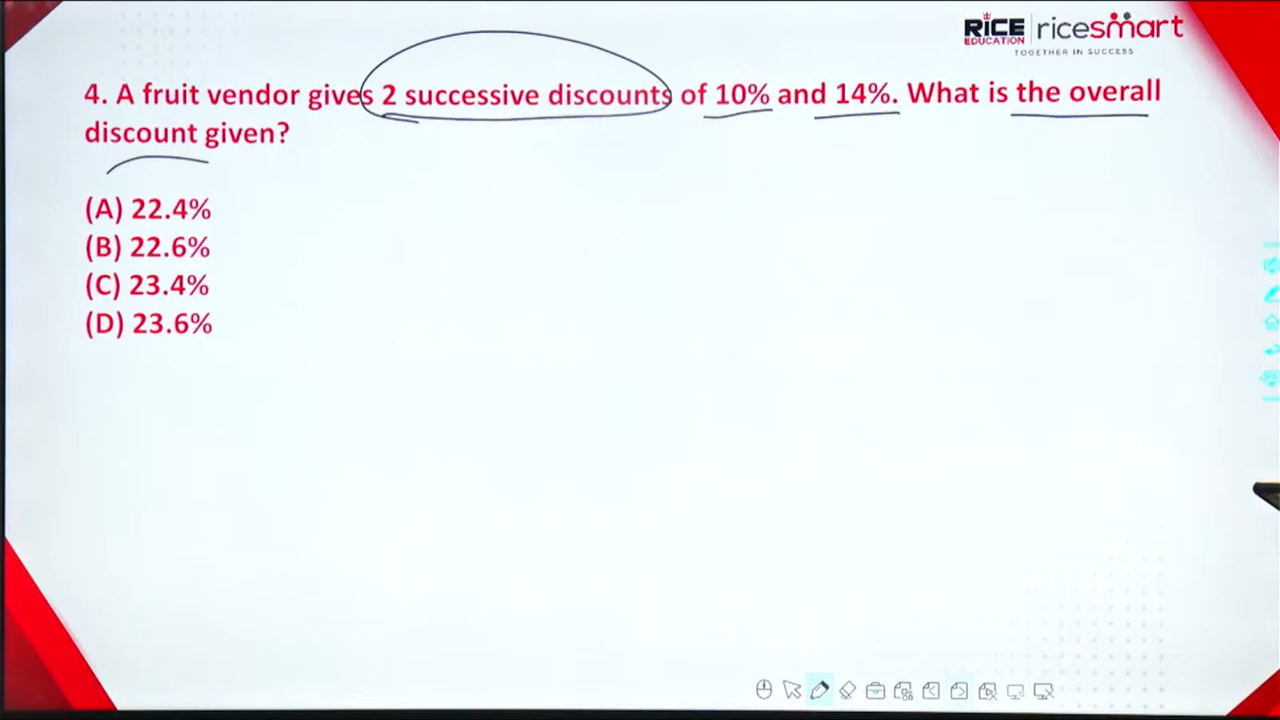 RICE
EDUCATION
ricesmart
TOGETHER IN SUCCESS
4. A fruit vendor gives 2 successive discounts of 10% and 14%. What is the overall
discount given?
(A) 22.4%
(B) 22.6%
(C) 23.4%
(D) 23.6%